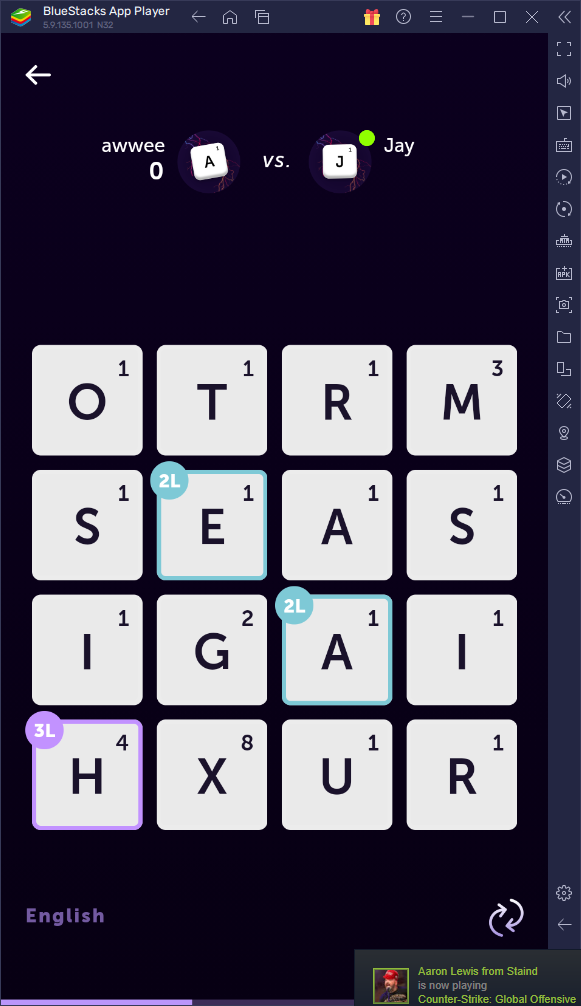 BlueStacks App Player
5.9.135.1001 N32
awwee
0
A
1
vs.
J
1
Jay
O 1 T 1 R 1 M 3
S 1 2L E 1 A 1 S 1
I 1 G 2 2L A 1 I 1
3L H 4 X 8 U 1 R 1
English
Aaron Lewis from Staind
is now playing
Counter-Strike: Global Offensive